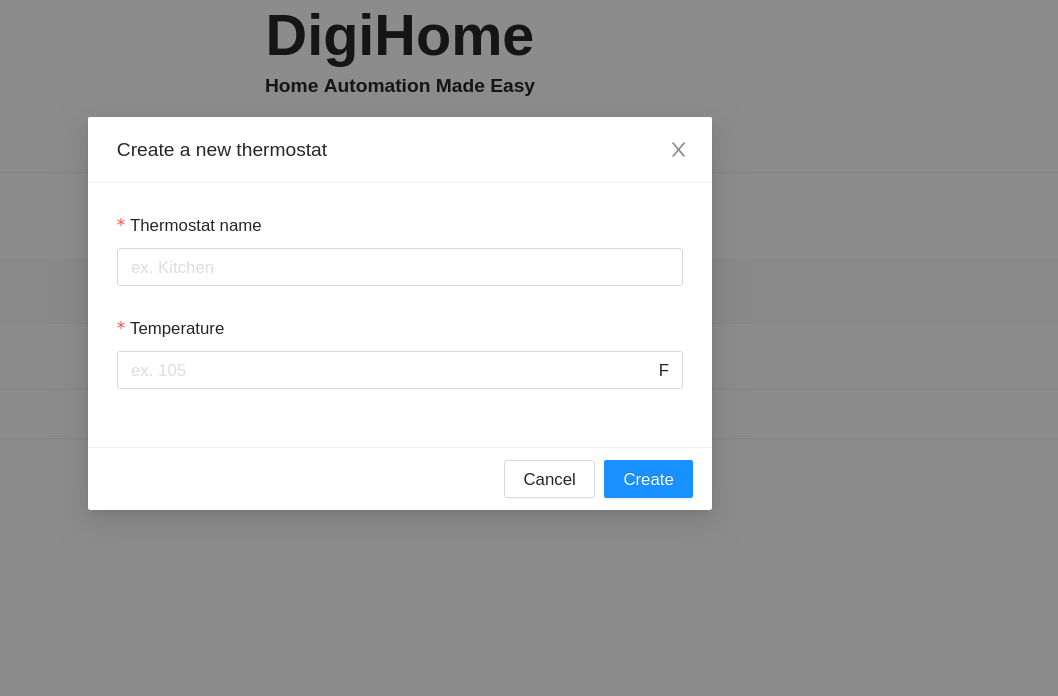 DigiHome
Home Automation Made Easy
Create a new thermostat
* Thermostat name
ex. Kitchen
* Temperature
ex. 105 F
Cancel Create